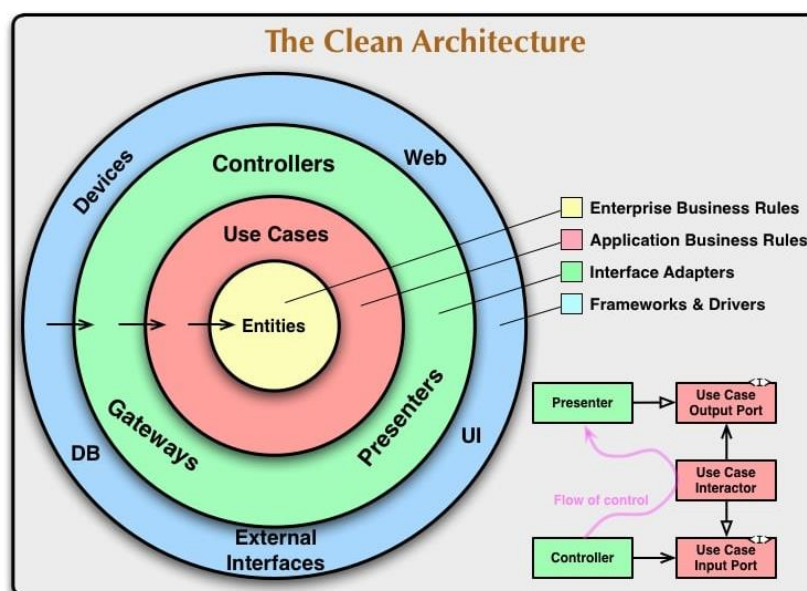 The Clean Architecture
Devices
Web
Controllers
Use Cases
Entities
Gateways
Presenters
DB
UI
External
Interfaces
Enterprise Business Rules
Application Business Rules
Interface Adapters
Frameworks & Drivers
Presenter
<I>
Use Case
Output Port
Flow of control
Use Case
Interactor
Controller
<I>
Use Case
Input Port